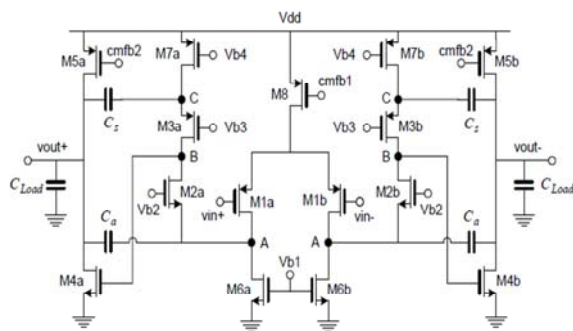 Vdd
M5a
cmfb2
M7a
Vb4
M8
cmfb1
Vb4
M7b
cmfb2
M5b
C
C
Cs
Cs
M3a
Vb3
Vb3
M3b
vout+
vout-
B
B
CLoad
M2a
M2b
CLoad
Vb2
vin+
M1a
M1b
vin-
Vb2
Ca
Ca
A
A
Vb1
M4a
M6a
M6b
M4b